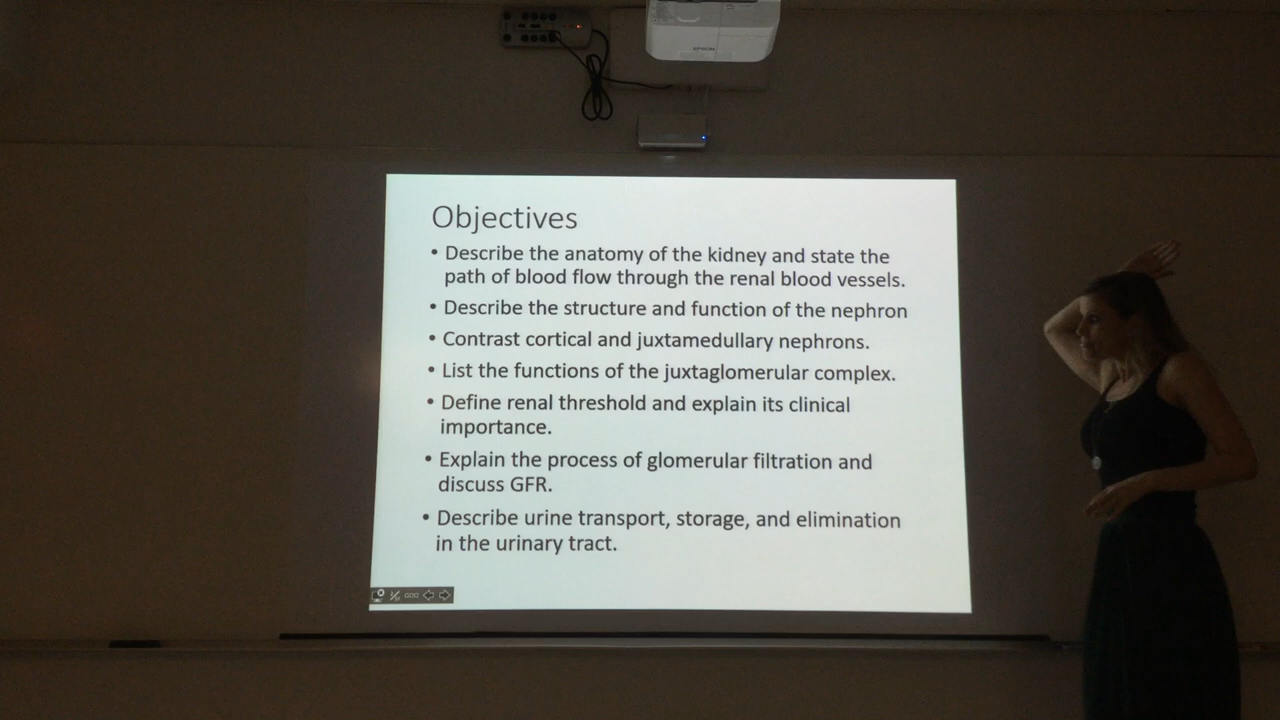 EPSON
Objectives
• Describe the anatomy of the kidney and state the
path of blood flow through the renal blood vessels.
• Describe the structure and function of the nephron
• Contrast cortical and juxtamedullary nephrons.
• List the functions of the juxtaglomerular complex.
• Define renal threshold and explain its clinical
importance.
• Explain the process of glomerular filtration and
discuss GFR.
• Describe urine transport, storage, and elimination
in the urinary tract.